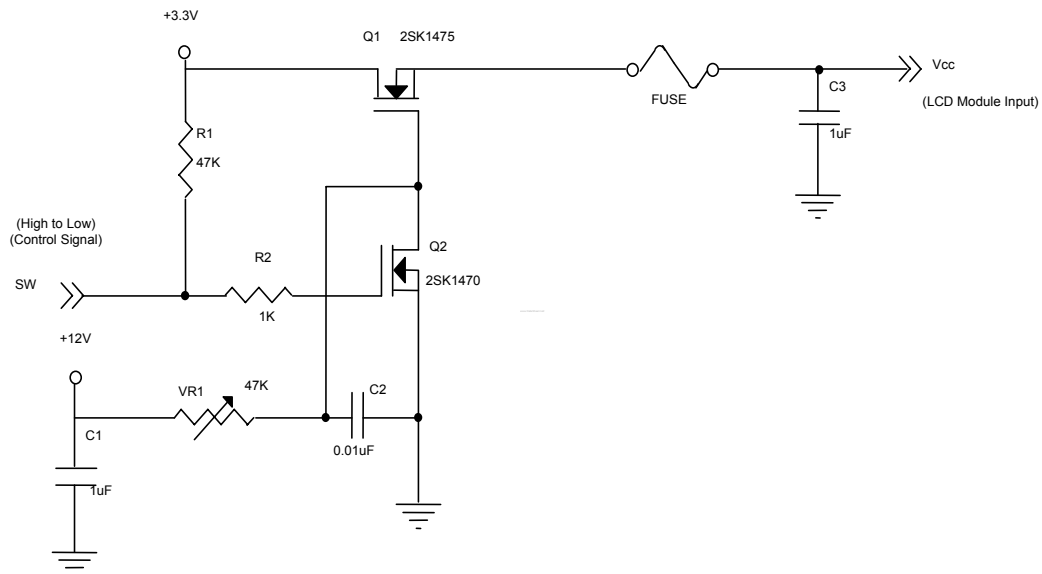 +3.3V
Q1 2SK1475
Vcc
FUSE
C3
(LCD Module Input)
R1
1uF
47K
(High to Low)
(Control Signal)
Q2
R2
SW
2SK1470
1K
+12V
VR1
47K
C2
C1
0.01uF
1uF